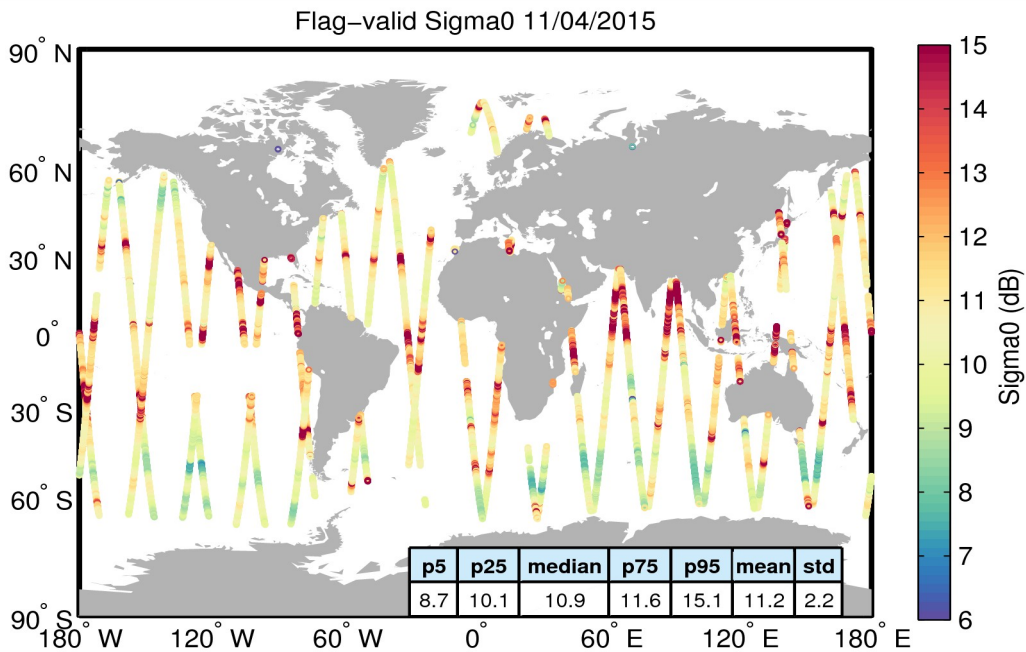 Flag−valid Sigma0 11/04/2015
90° N
60° N
30° N
0°
30° S
60° S
90° S
180° W
120° W
60° W
0°
60° E
120° E
180° E
p5 p25 median p75 p95 mean std
8.7 10.1 10.9 11.6 15.1 11.2 2.2
15
14
13
12
11
10
9
8
7
6
Sigma0 (dB)